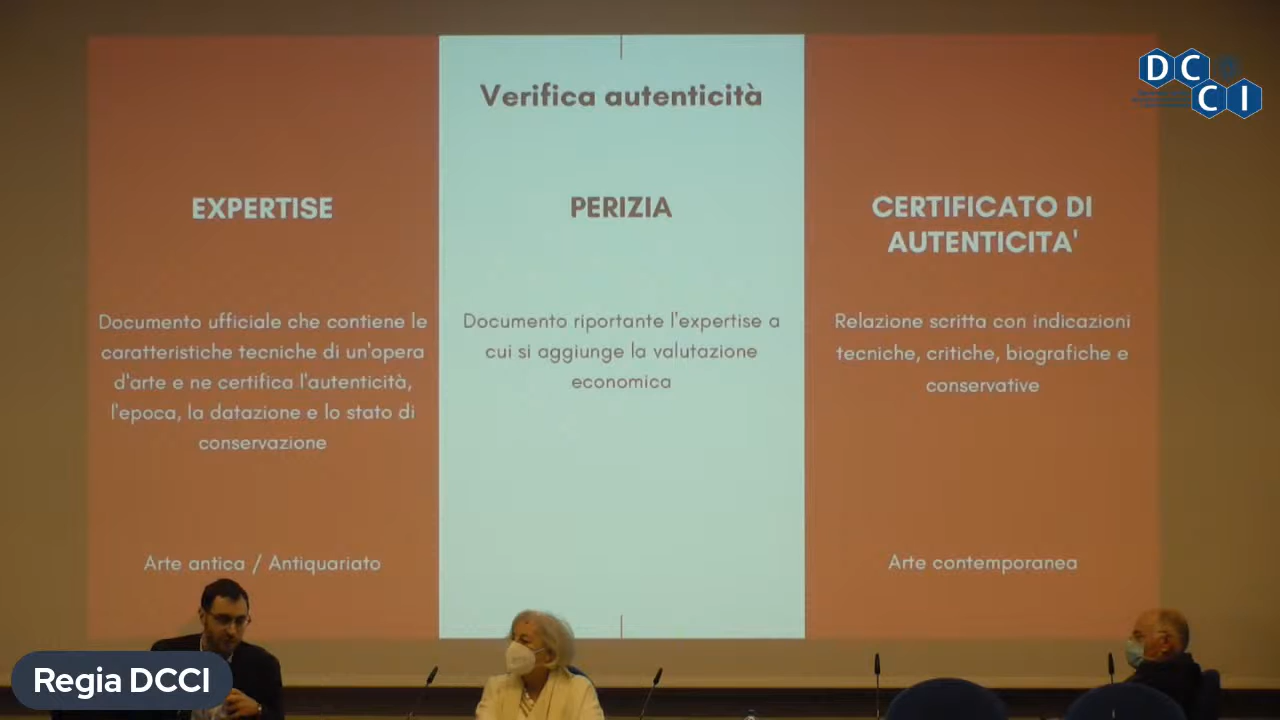 Verifica autenticità
EXPERTISE
Documento ufficiale che contiene le
caratteristiche tecniche di un'opera
d'arte e ne certifica l'autenticità,
l'epoca, la datazione e lo stato di
conservazione
Arte antica / Antiquariato
PERIZIA
Documento riportante l'expertise a
cui si aggiunge la valutazione
economica
CERTIFICATO DI
AUTENTICITA'
Relazione scritta con indicazioni
tecniche, critiche, biografiche e
conservative
Arte contemporanea
DC
CI
Regia DCCI